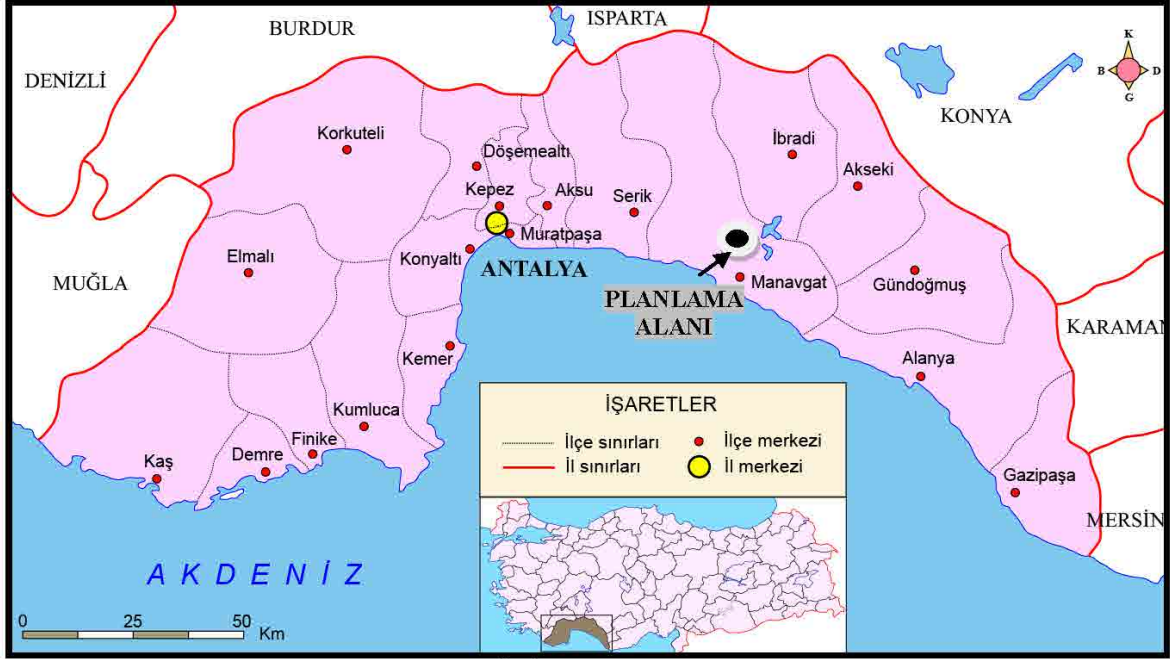 BURDUR
ISPARTA
DENİZLİ
KONYA
K
B
D
G
Korkuteli
Döşemealtı
İbradi
Akseki
Kepez
Aksu
Serik
Muratpaşa
Elmalı
Konyaltı
ANTALYA
MUĞLA
Manavgat
Gündoğmuş
PLANLAMA
ALANI
KARAMAN
Kemer
Alanya
Kumluca
Finike
Demre
Kaş
Gazipaşa
MERSİN
İŞARETLER
İlçe sınırları
İlçe merkezi
İl sınırları
İl merkezi
AKDENİZ
0 25 50
Km